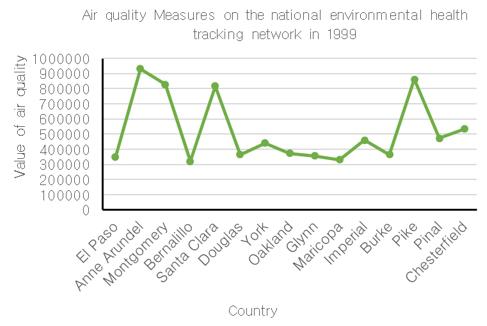 Air quality Measures on the national environmental health
tracking network in 1999
Value of air quality
1000000
900000
800000
700000
600000
500000
400000
300000
200000
100000
0
El Paso
Anne Arundel
Montgomery
Bernalillo
Santa Clara
Douglas
York
Oakland
Glynn
Maricopa
Imperial
Burke
Pike
Pinal
Chesterfield
Country